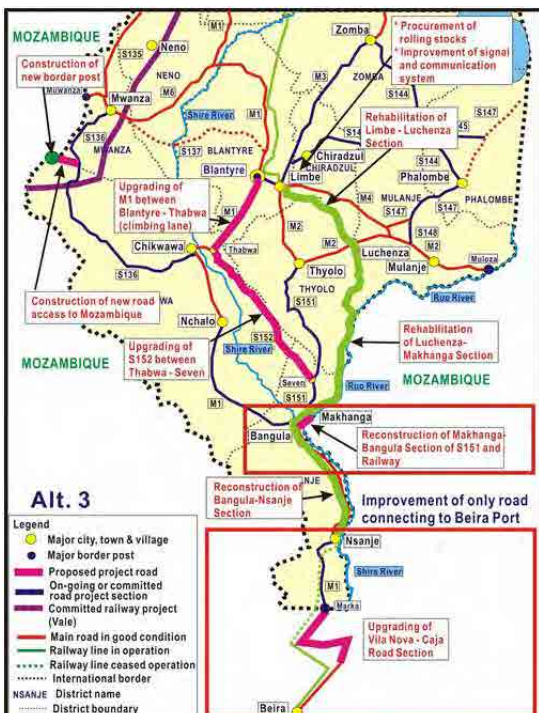 MOZAMBIQUE
Neno
S135
NENO
M1
Zomba
* Procurement of
rolling stocks
* Improvement of signal
and communication
system
Construction of
new border post
Mwanza
M6
Shire River
M1
M3
ZOMBA
S144
S147
S136
MWANZA
S137
BLANTYRE
Rehabilitation of
Limbe - Luchenza
Section
Chiradzul
CHIRADZUL
S144
Phalombe
Blantyre
Limbe
Upgrading of
M1 between
Blantyre - Thabwa
(climbing lane)
M1
M4
MULANJE
S147
PHALOMBE
M2
M2
S148
Chikwawa
Thabwa
Luchenza
M2
Mulanje
Muloza
S136
Thyolo
THYOLO
S151
Construction of new road
access to Mozambique
Nchalo
Ruo River
MOZAMBIQUE
Upgrading of
S152 between
Thabwa - Seven
Shire River
S152
Seven
S151
M1
Rehabilitation
of Luchenza-
Makhanga
Section
Ruo River
MOZAMBIQUE
Makhanga
Bangula
Reconstruction of Makhanga-
Bangula Section of S151 and
Railway
Reconstruction of
Bangula-Nsanje
Section
Alt. 3
Improvement of only road
connecting to Beira Port
Nsanje
Shire River
M1
Marka
Upgrading of
Vila Nova - Caja
Road Section
Beira
Legend
Major city, town & village
Major border post
Proposed project road
On-going or committed
road project section
Committed railway project
(Vale)
Main road in good condition
Railway line in operation
Railway line ceased operation
International border
NSANJE District name
District boundary